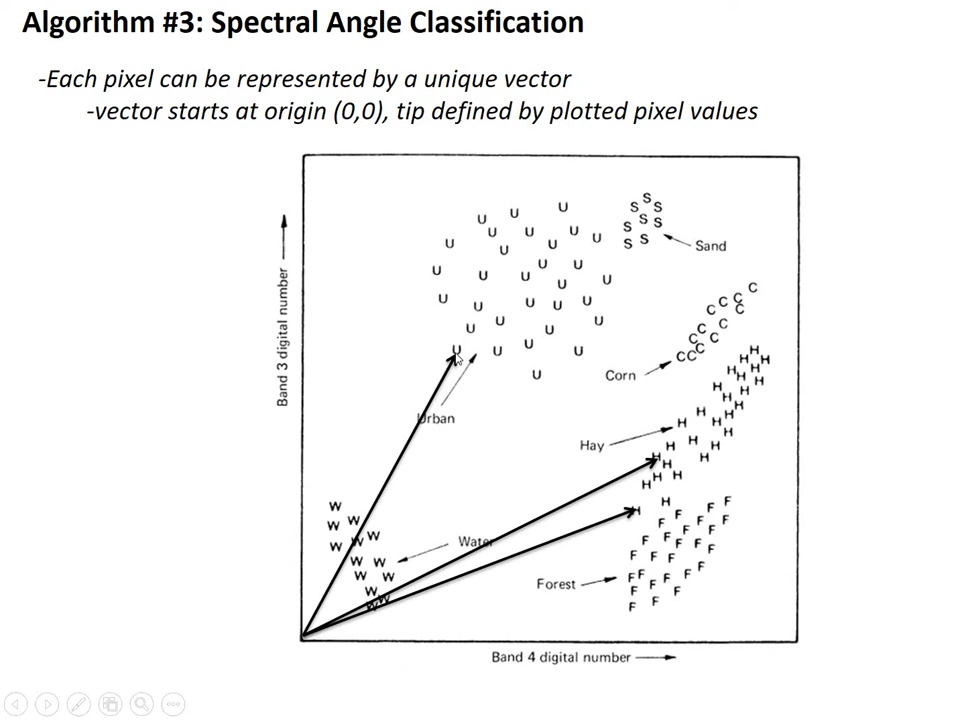 Algorithm #3: Spectral Angle Classification
-Each pixel can be represented by a unique vector
-vector starts at origin (0,0), tip defined by plotted pixel values
Sand
Corn
Urban
Hay
Water
Forest
Band 3 digital number
Band 4 digital number